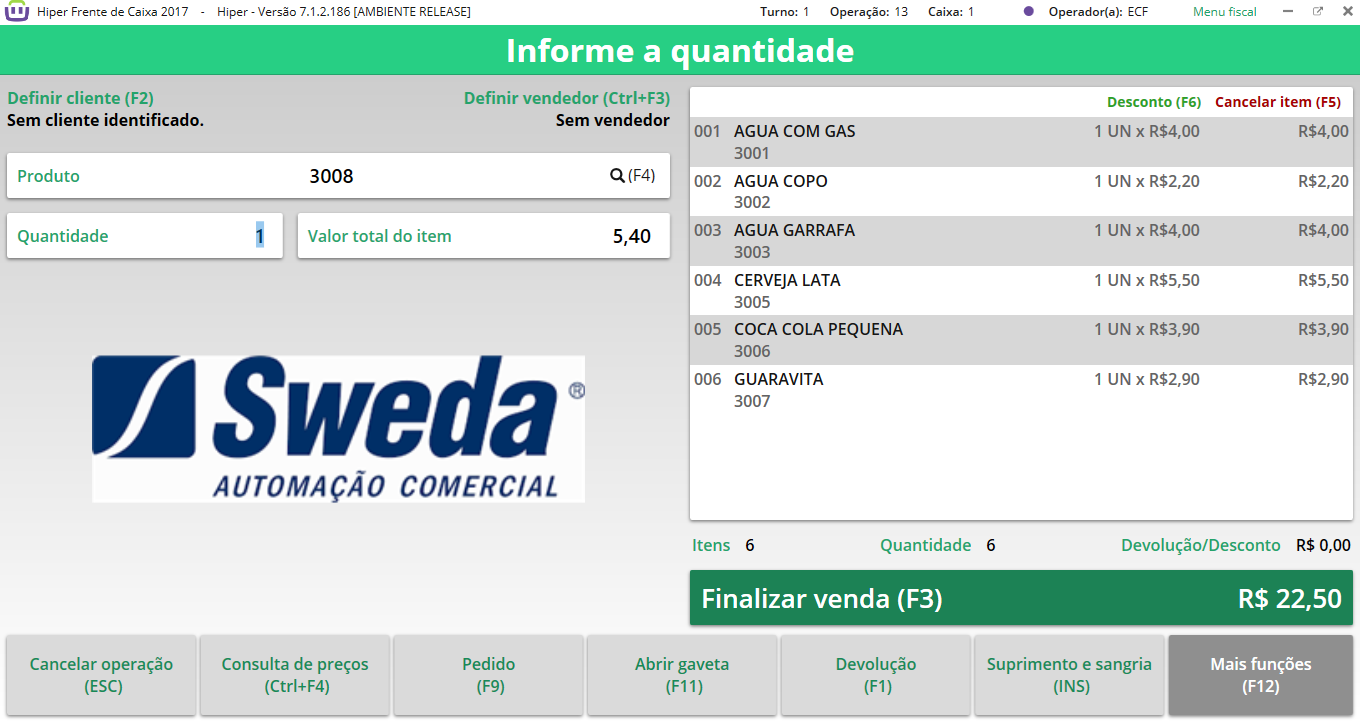 Hiper Frente de Caixa 2017 - Hiper - Versão 7.1.2.186 [AMBIENTE RELEASE] Turno: 1 Operação: 13 Caixa: 1 Operador(a): ECF Menu fiscal
Informe a quantidade
Definir cliente (F2) Definir vendedor (Ctrl+F3)
Sem cliente identificado. Sem vendedor
Produto 3008 (F4)
Quantidade 1 Valor total do item 5,40
Sweda ®
AUTOMAÇÃO COMERCIAL
Desconto (F6) Cancelar item (F5)
001 AGUA COM GAS 1 UN x R$4,00 R$4,00
3001
002 AGUA COPO 1 UN x R$2,20 R$2,20
3002
003 AGUA GARRAFA 1 UN x R$4,00 R$4,00
3003
004 CERVEJA LATA 1 UN x R$5,50 R$5,50
3005
005 COCA COLA PEQUENA 1 UN x R$3,90 R$3,90
3006
006 GUARAVITA 1 UN x R$2,90 R$2,90
3007
Itens 6 Quantidade 6 Devolução/Desconto R$ 0,00
Finalizar venda (F3) R$ 22,50
Cancelar operação
(ESC)
Consulta de preços
(Ctrl+F4)
Pedido
(F9)
Abrir gaveta
(F11)
Devolução
(F1)
Suprimento e sangria
(INS)
Mais funções
(F12)